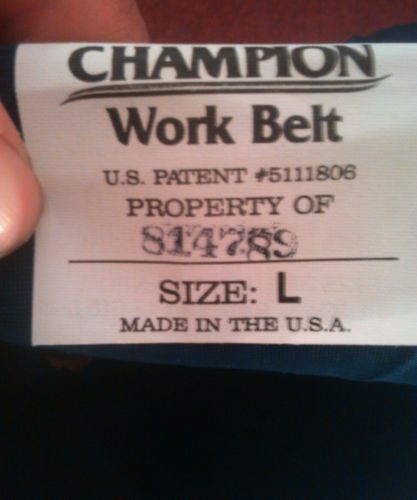 CHAMPION
Work Belt
U.S. PATENT #5111806
PROPERTY OF
814789
SIZE: L
MADE IN THE U.S.A.